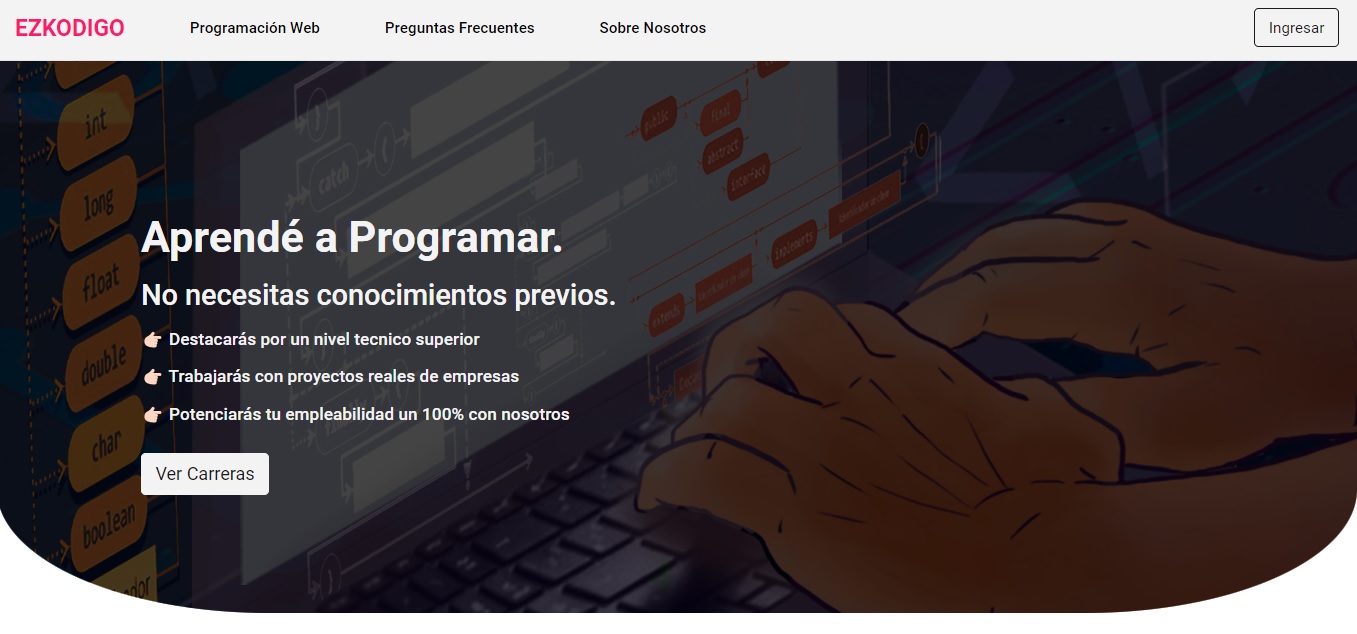 EZKODIGO
Programación Web
Preguntas Frecuentes
Sobre Nosotros
Ingresar
int
long
float
double
char
boolean
catch
public
final
abstract
interface
implements
extends
Aprendé a Programar.
No necesitas conocimientos previos.
👉🏻 Destacarás por un nivel tecnico superior
👉🏻 Trabajarás con proyectos reales de empresas
👉🏻 Potenciarás tu empleabilidad un 100% con nosotros
Ver Carreras